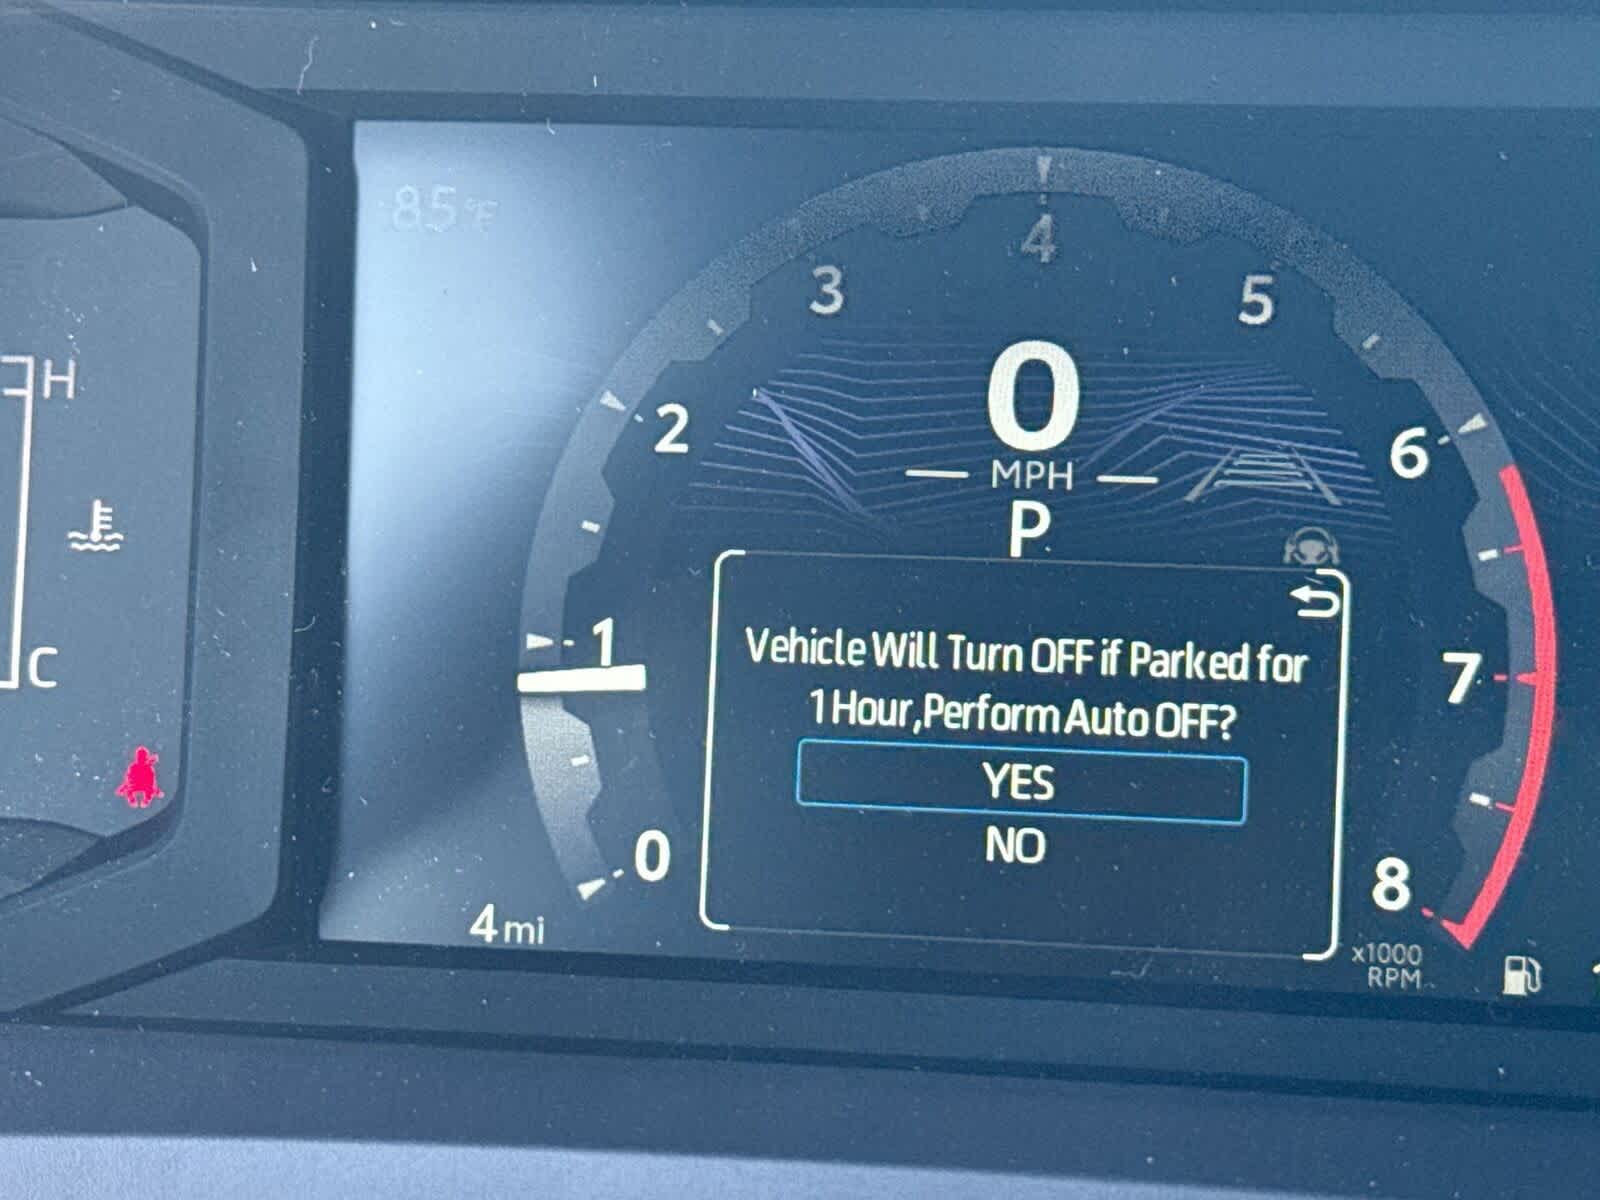 85°F
4
3
5
0
2
6
MPH
H
P
Vehicle Will Turn OFF if Parked for
1
1 Hour, Perform Auto OFF?
7
C
YES
NO
0
8
4 mi
x1000
RPM